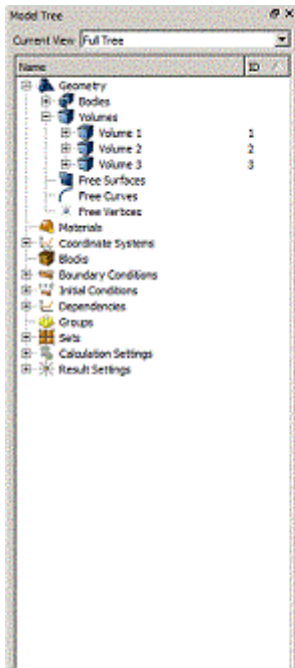 Model Tree
Current View Full Tree
Name ID
Geometry
Bodies
Volumes
Volume 1 1
Volume 2 2
Volume 3 3
Free Surfaces
Free Curves
Free Vertices
Materials
Coordinate Systems
Blocks
Boundary Conditions
Initial Conditions
Dependencies
Groups
Sets
Calculation Settings
Result Settings